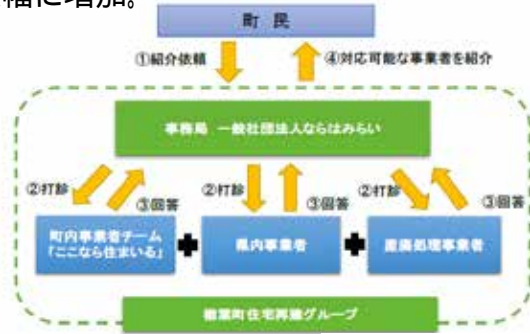 幅に増加。
町 民
①紹介依頼
④対応可能な事業者を紹介
事務局 一般社団法人ならはみらい
②打診
③回答
②打診
③回答
②打診
③回答
町内事業者チーム
「ここなら住まいる」
県内事業者
産廃処理事業者
楢葉町住宅再建グループ